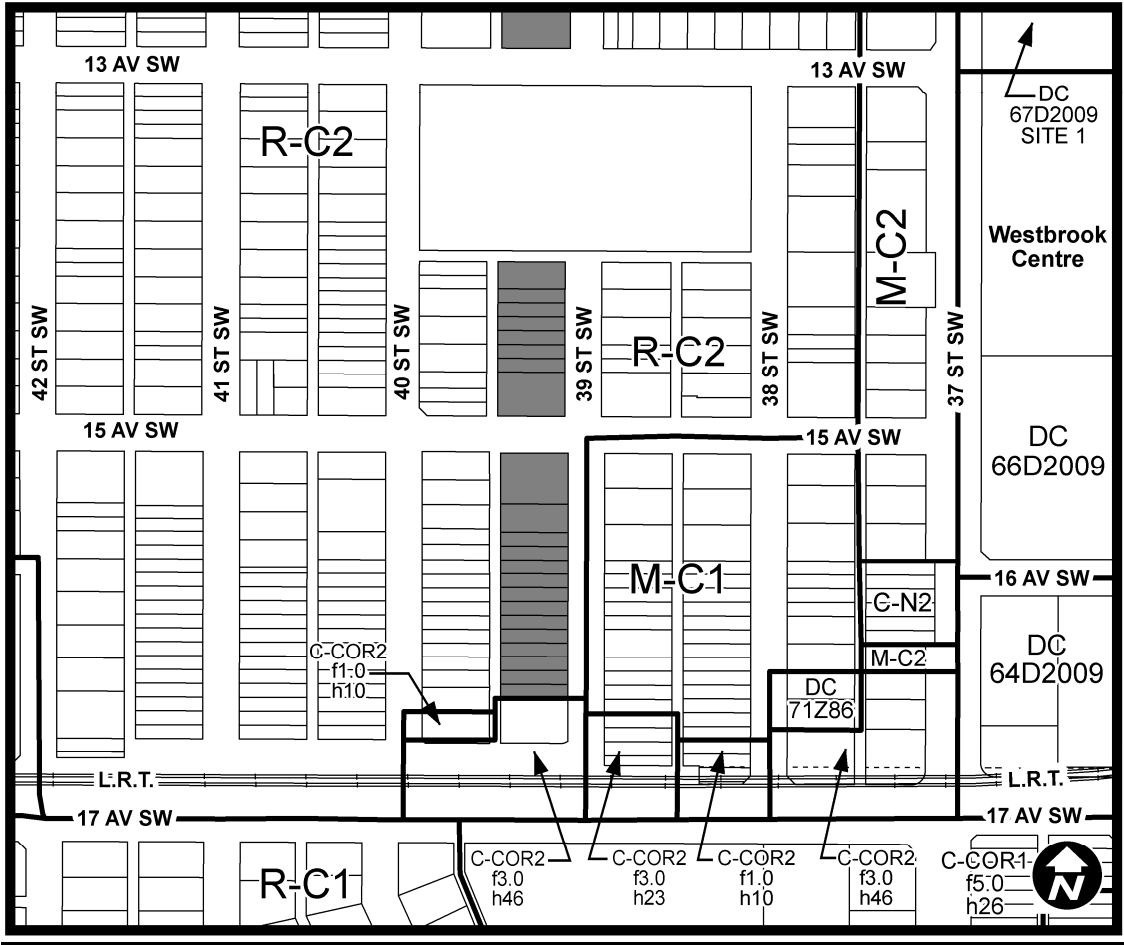 13 AV SW
13 AV SW
DC
67D2009
SITE 1
R-C2
M-C2
Westbrook
Centre
42 ST SW
41 ST SW
40 ST SW
39 ST SW
38 ST SW
37 ST SW
R-C2
15 AV SW
15 AV SW
DC
66D2009
M-C1
16 AV SW
C-N2
C-COR2
f1.0
h10
M-C2
DC
64D2009
DC
71Z86
L.R.T.
L.R.T.
17 AV SW
17 AV SW
R-C1
C-COR2
f3.0
h46
C-COR2
f3.0
h23
C-COR2
f1.0
h10
C-COR2
f3.0
h46
C-COR1
f5.0
h26
N